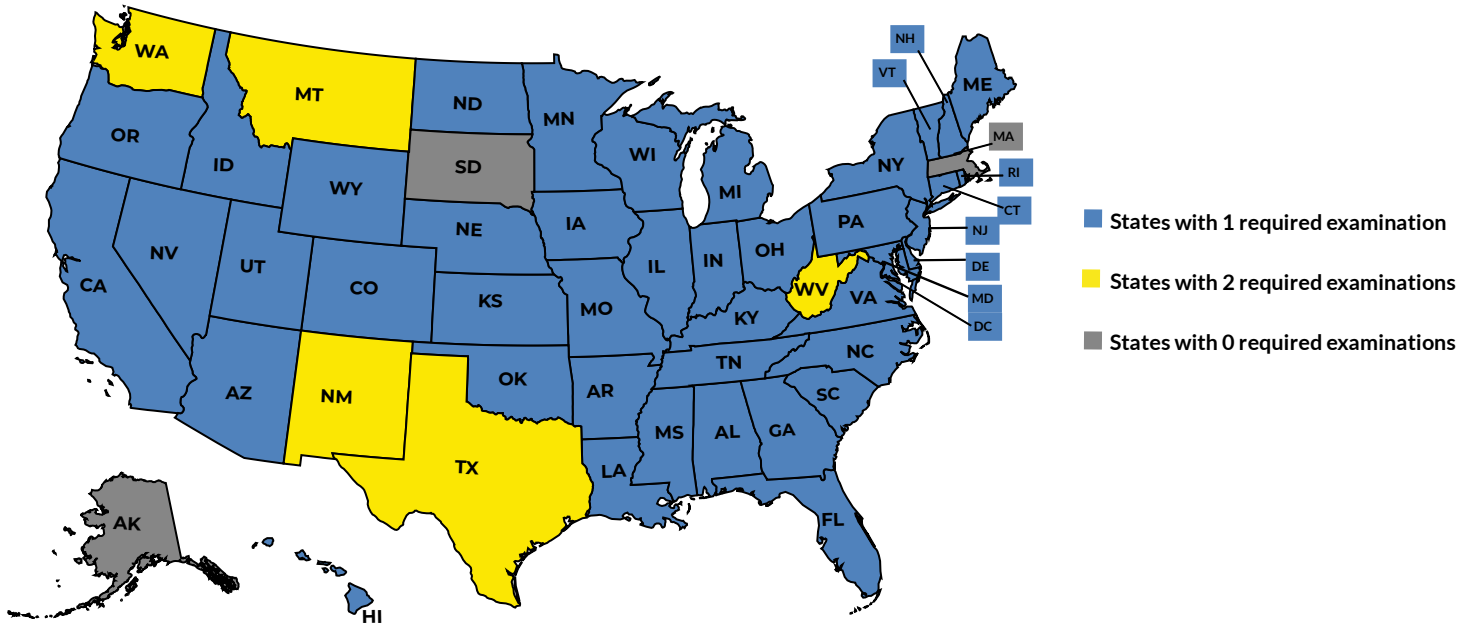 WA
MT
ND
MN
ME
NH
VT
OR
ID
SD
WI
NY
MA
WY
MI
RI
CT
NE
IA
PA
NJ
NV
UT
CO
IL
IN
OH
DE
CA
KS
MO
WV
VA
MD
KY
DC
AZ
NM
OK
AR
TN
NC
SC
MS
AL
GA
TX
LA
AK
FL
HI
States with 1 required examination
States with 2 required examinations
States with 0 required examinations